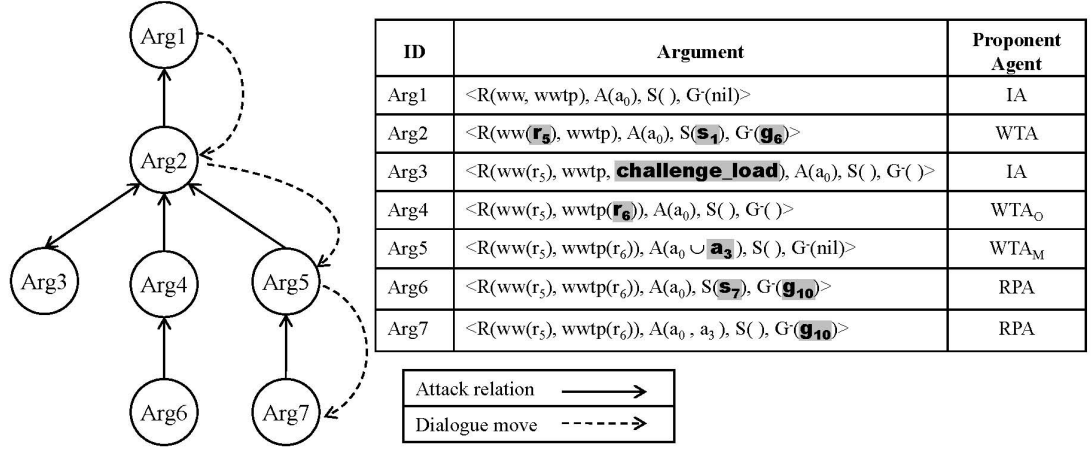 Arg1
Arg2
Arg3
Arg4
Arg5
Arg6
Arg7
ID Argument Proponent Agent
Arg1 <R(ww, wwtp), A(a₀), S( ), G⁻(nil)> IA
Arg2 <R(ww(r₅), wwtp), A(a₀), S(s₁), G⁻(g₆)> WTA
Arg3 <R(ww(r₅), wwtp, challenge_load), A(a₀), S( ), G⁻( )> IA
Arg4 <R(ww(r₅), wwtp(r₆)), A(a₀), S( ), G⁻( )> WTA_O
Arg5 <R(ww(r₅), wwtp(r₆)), A(a₀ ∪ a₃), S( ), G⁻(nil)> WTA_M
Arg6 <R(ww(r₅), wwtp(r₆)), A(a₀), S(s₇), G⁻(g₁₀)> RPA
Arg7 <R(ww(r₅), wwtp(r₆)), A(a₀ , a₃ ), S( ), G⁻(g₁₀)> RPA
Attack relation
Dialogue move